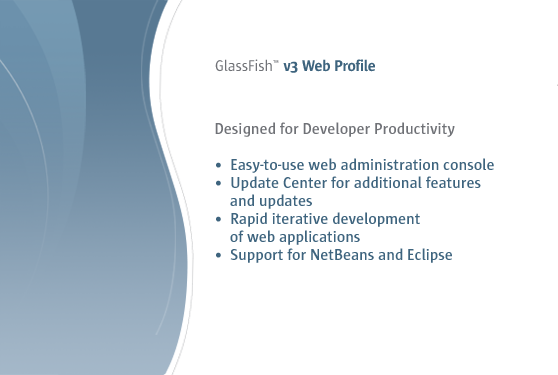 GlassFish™ v3 Web Profile
Designed for Developer Productivity
• Easy-to-use web administration console
• Update Center for additional features
and updates
• Rapid iterative development
of web applications
• Support for NetBeans and Eclipse